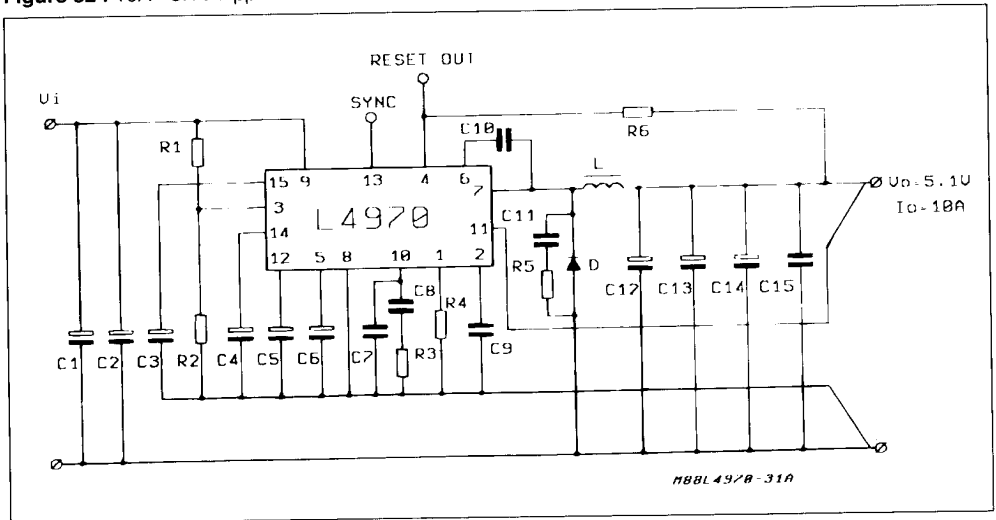 Figure
RESET OUT
Vi
SYNC
C10
R6
R1
L
15 9 13 4 6
7
3
L4970
14
11
12 5 8 10 1 2
Vo=5.1V
Io=10A
C11
R5
D
C8
R4
C12 C13 C14 C15
C1 C2 C3 R2 C4 C5 C6 C7 R3 C9
M88L4970-31A